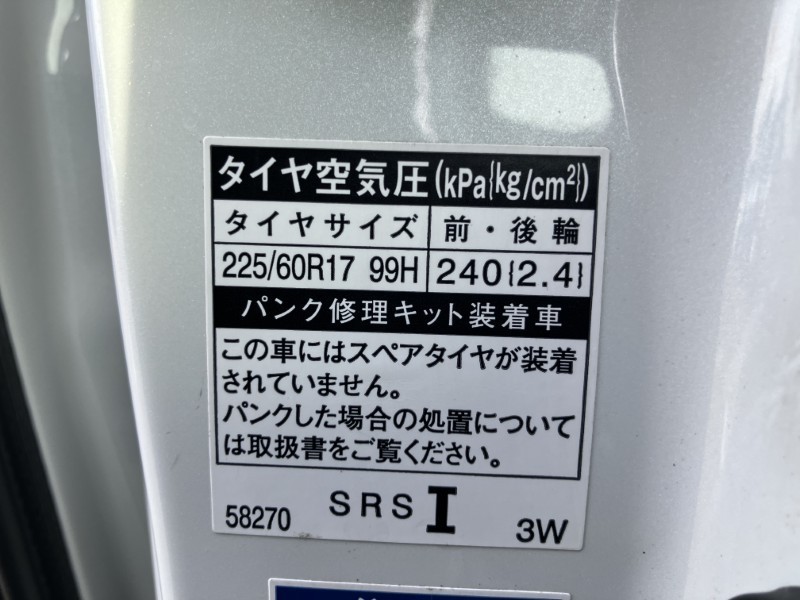 タイヤ空気圧(kPa{kg/cm²})
タイヤサイズ 前・後輪
225/60R17 99H 240{2.4}
パンク修理キット装着車
この車にはスペアタイヤが装着
されていません。
パンクした場合の処置について
は取扱書をご覧ください。
58270 SRS I 3W